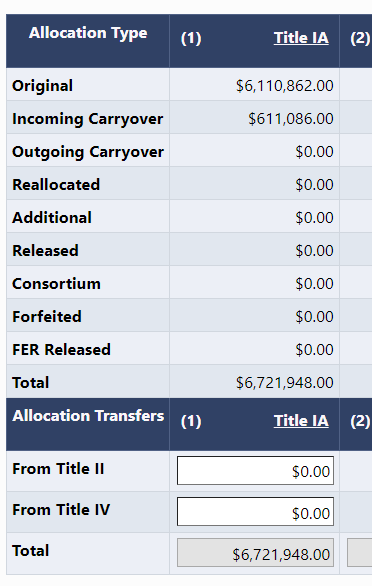 Allocation Type (1) Title IA (2)
Original $6,110,862.00
Incoming Carryover $611,086.00
Outgoing Carryover $0.00
Reallocated $0.00
Additional $0.00
Released $0.00
Consortium $0.00
Forfeited $0.00
FER Released $0.00
Total $6,721,948.00
Allocation Transfers (1) Title IA (2)
From Title II $0.00
From Title IV $0.00
Total $6,721,948.00